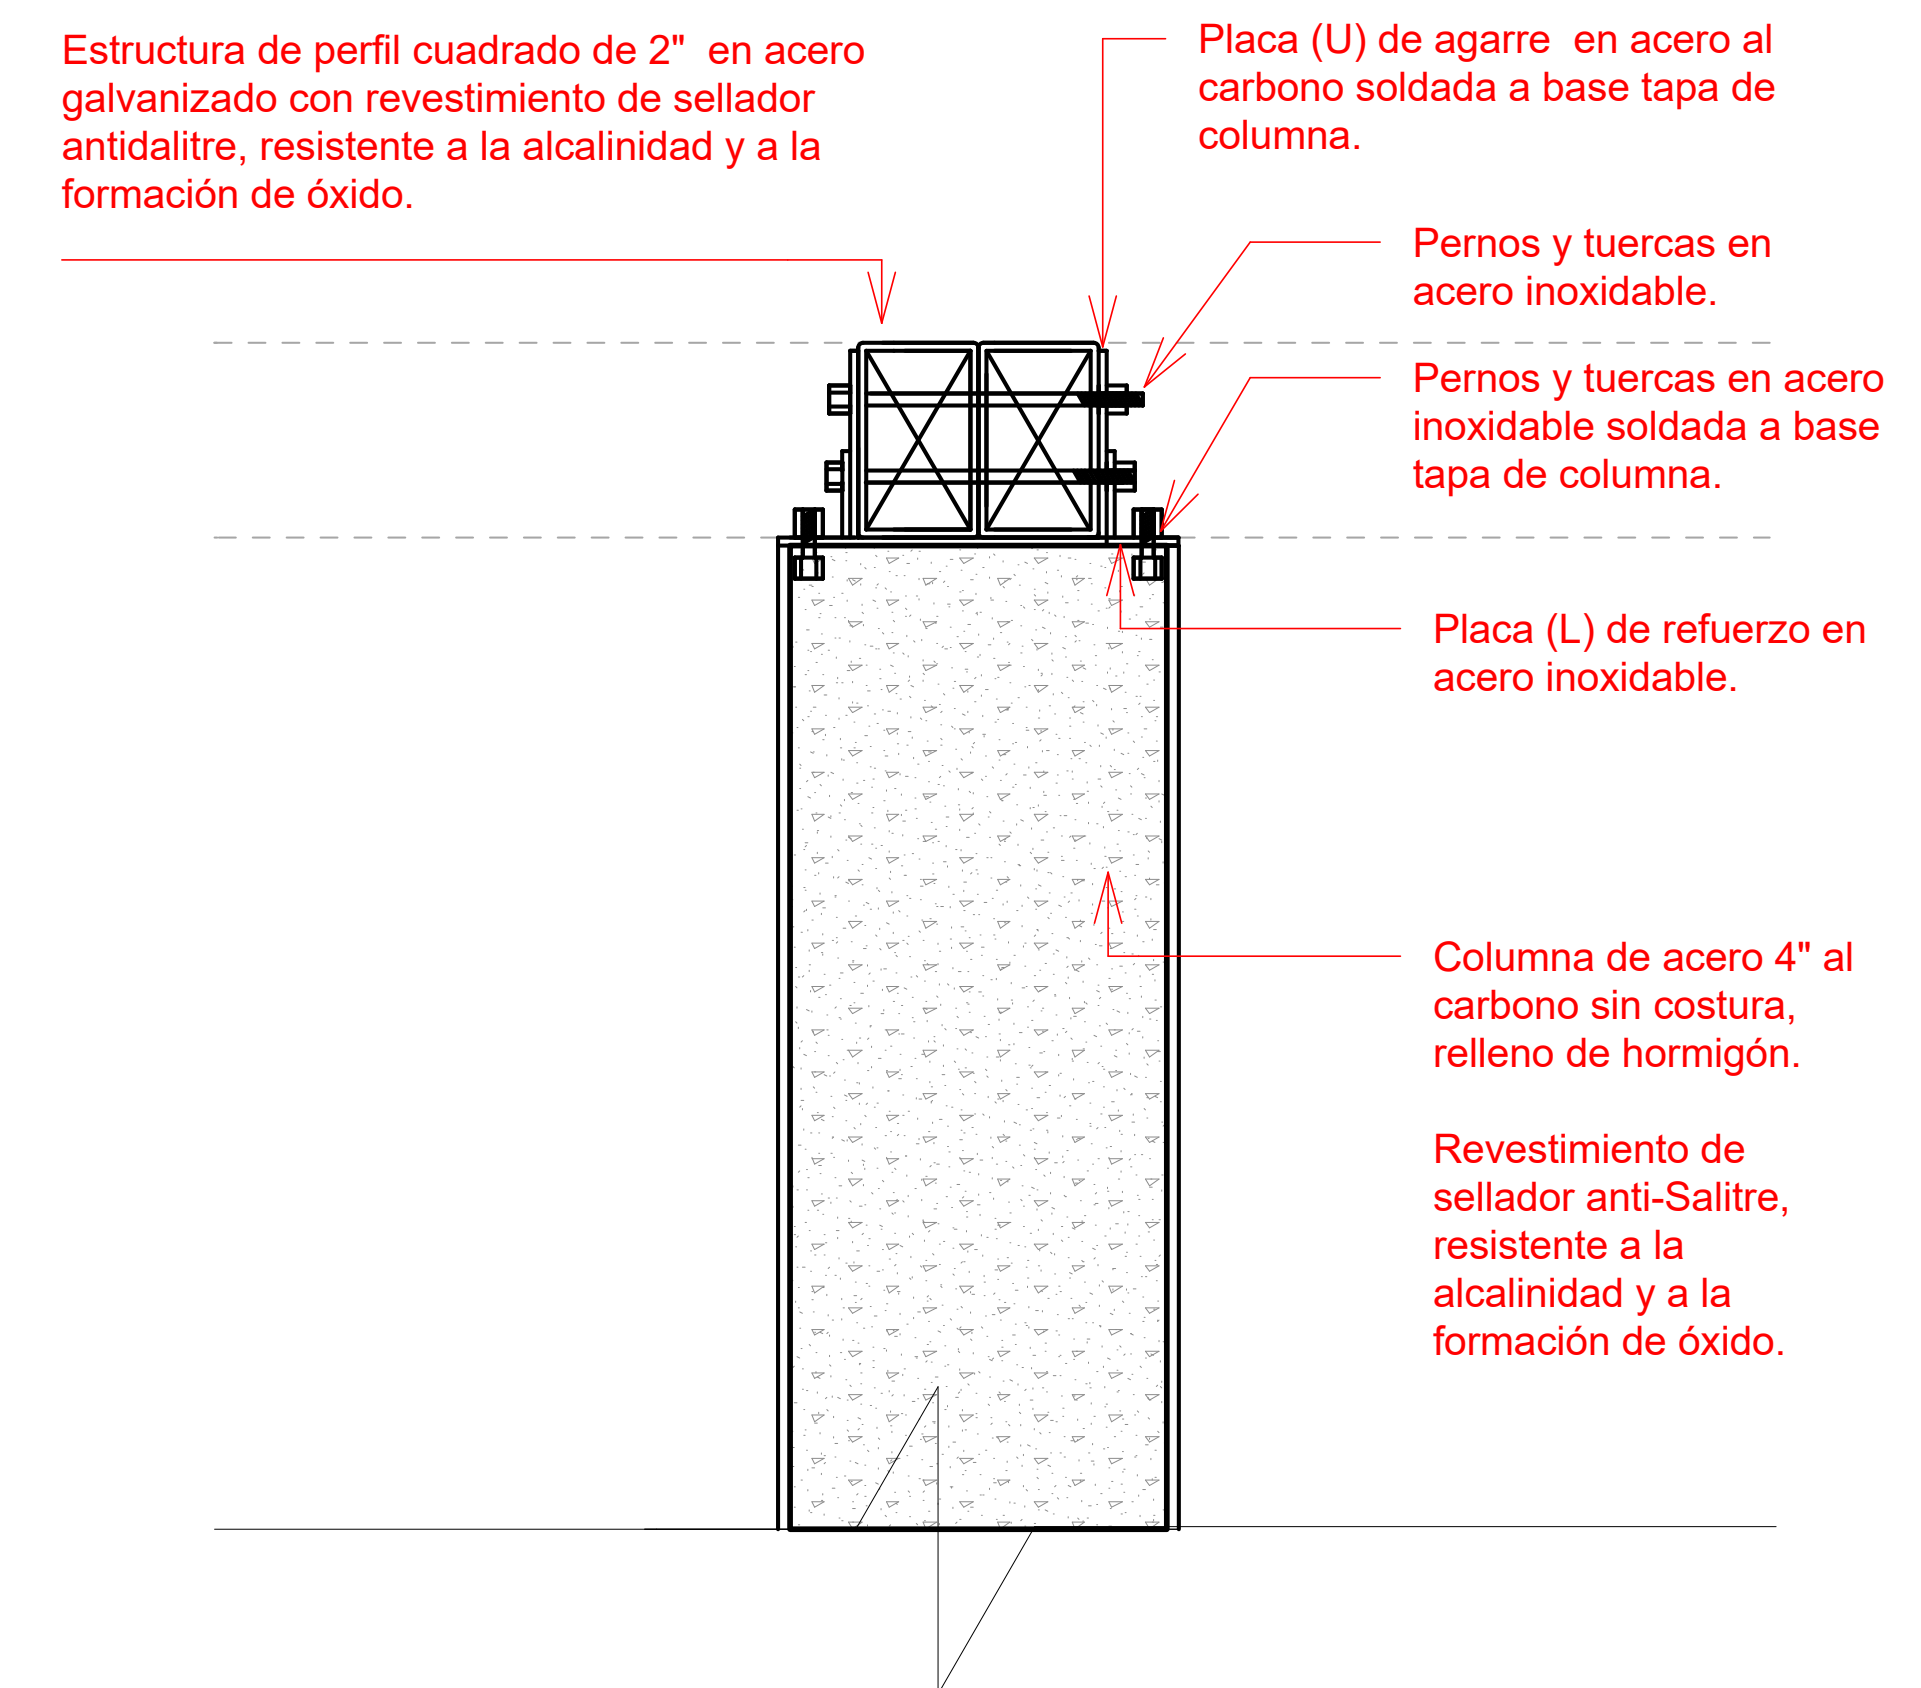 Estructura de perfil cuadrado de 2"  en acero
galvanizado con revestimiento de sellador
antidalitre, resistente a la alcalinidad y a la
formación de óxido.
Placa (U) de agarre  en acero al
carbono soldada a base tapa de
columna.
Pernos y tuercas en
acero inoxidable.
Pernos y tuercas en acero
inoxidable soldada a base
tapa de columna.
Placa (L) de refuerzo en
acero inoxidable.
Columna de acero 4" al
carbono sin costura,
relleno de hormigón.
Revestimiento de
sellador anti-Salitre,
resistente a la
alcalinidad y a la
formación de óxido.